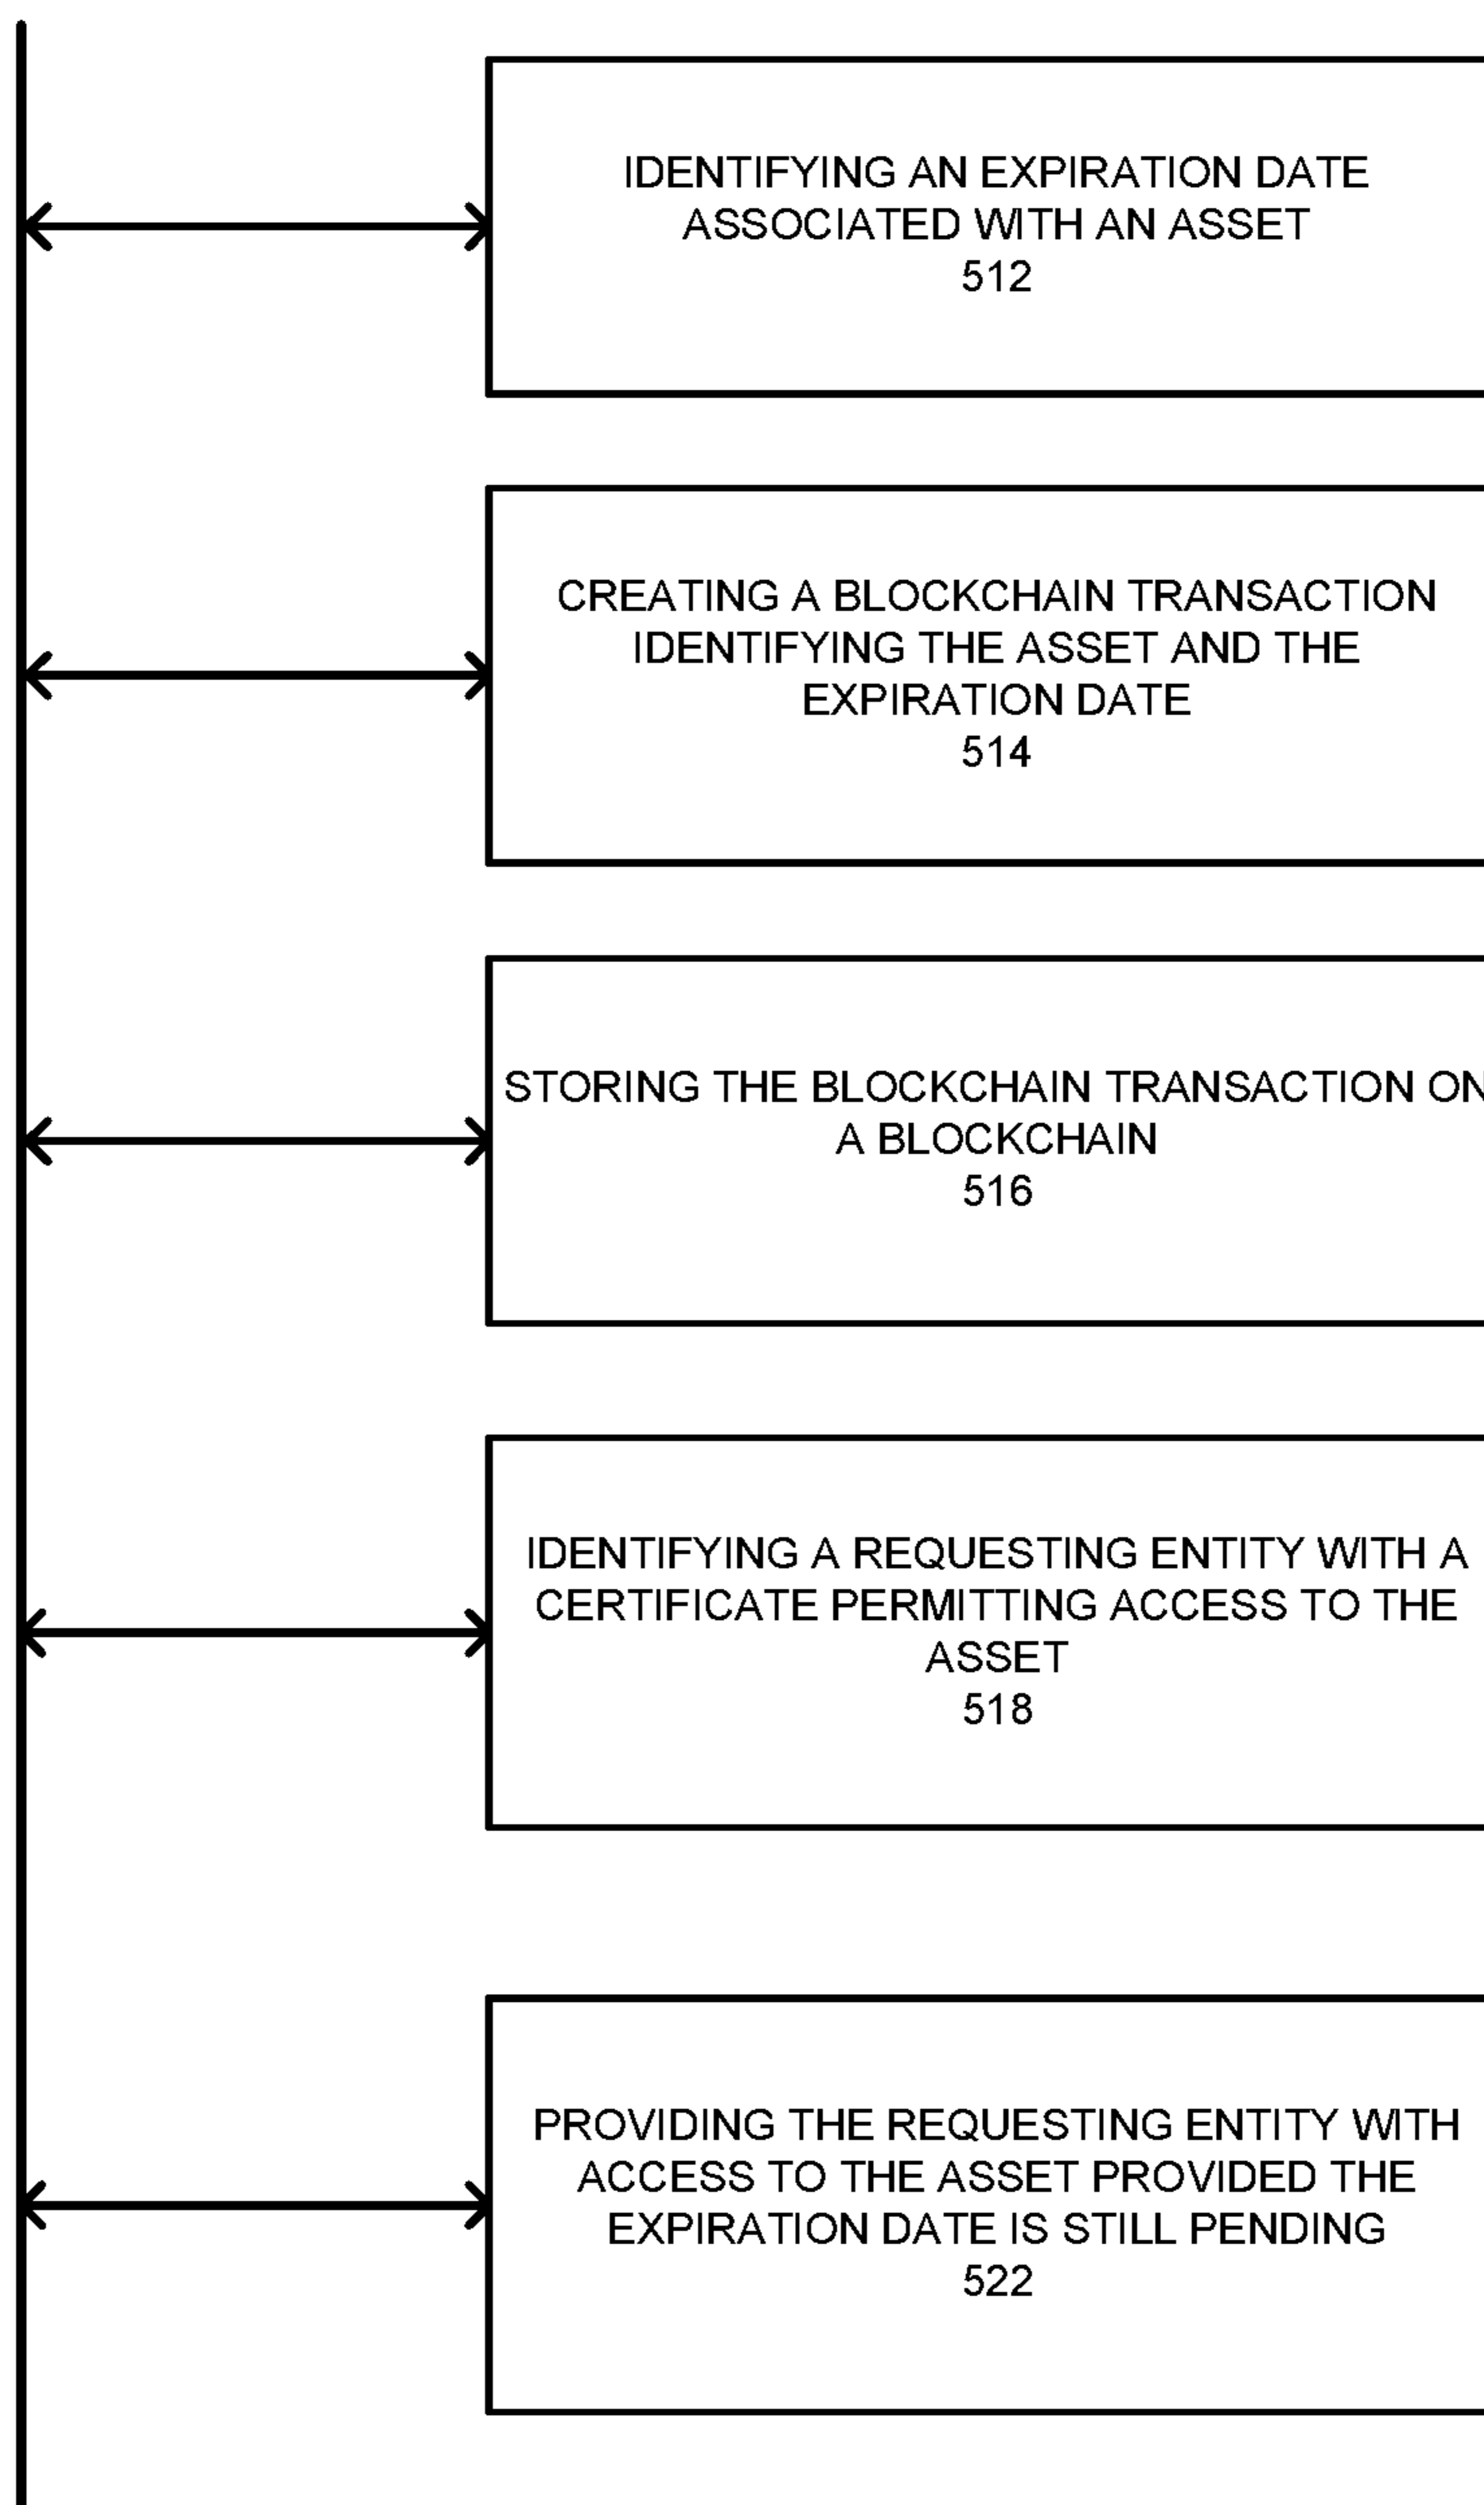 IDENTIFYING AN EXPIRATION DATE
ASSOCIATED WITH AN ASSET
512
CREATING A BLOCKCHAIN TRANSACTION
IDENTIFYING THE ASSET AND THE
EXPIRATION DATE
514
STORING THE BLOCKCHAIN TRANSACTION ON
A BLOCKCHAIN
516
IDENTIFYING A REQUESTING ENTITY WITH A
CERTIFICATE PERMITTING ACCESS TO THE
ASSET
518
PROVIDING THE REQUESTING ENTITY WITH
ACCESS TO THE ASSET PROVIDED THE
EXPIRATION DATE IS STILL PENDING
522